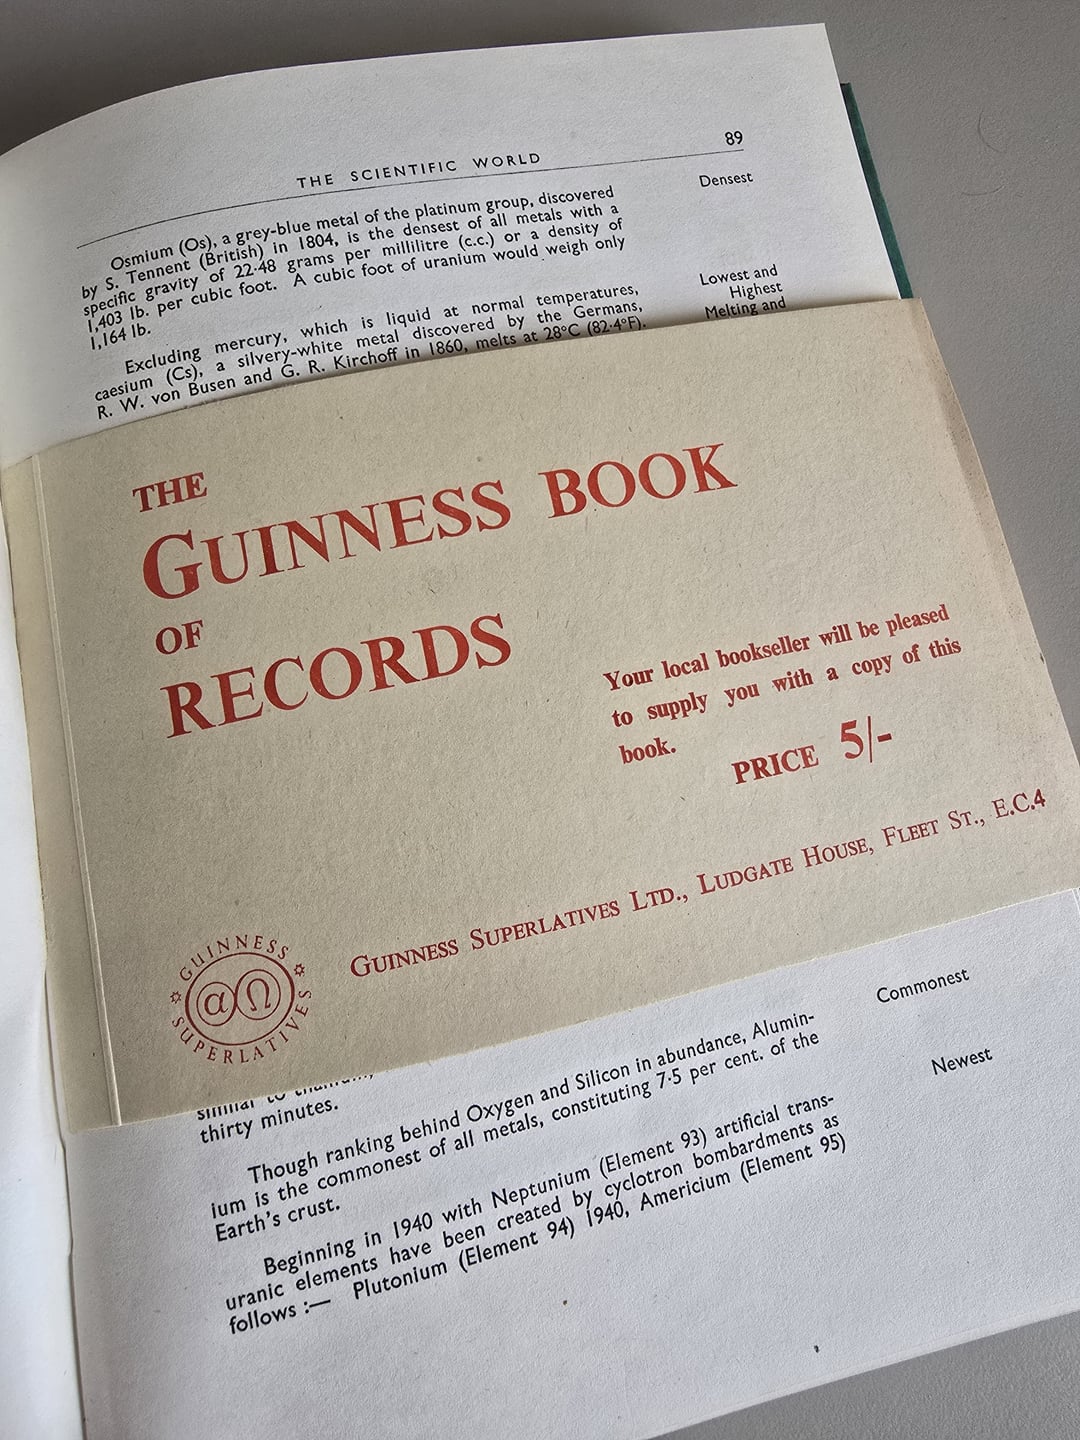 THE SCIENTIFIC WORLD 89
Osmium (Os), a grey-blue metal of the platinum group, discovered
by S. Tennent (British) in 1804, is the densest of all metals with a
specific gravity of 22·48 grams per millilitre (c.c.) or a density of
1,403 lb. per cubic foot. A cubic foot of uranium would weigh only
1,164 lb.
Densest
Excluding mercury, which is liquid at normal temperatures,
caesium (Cs), a silvery-white metal discovered by the Germans,
R. W. von Busen and G. R. Kirchoff in 1860, melts at 28°C (82·4°F).
Lowest and
Highest
Melting and
THE
GUINNESS BOOK
OF
RECORDS
Your local bookseller will be pleased
to supply you with a copy of this
book.
PRICE 5/-
GUINNESS SUPERLATIVES LTD., LUDGATE HOUSE, FLEET ST., E.C.4
GUINNESS
αΩ
SUPERLATIVES
similar to
thirty minutes.
Though ranking behind Oxygen and Silicon in abundance, Alumin-
ium is the commonest of all metals, constituting 7·5 per cent. of the
Earth's crust.
Commonest
Beginning in 1940 with Neptunium (Element 93) artificial trans-
uranic elements have been created by cyclotron bombardments as
follows :— Plutonium (Element 94) 1940, Americium (Element 95)
Newest